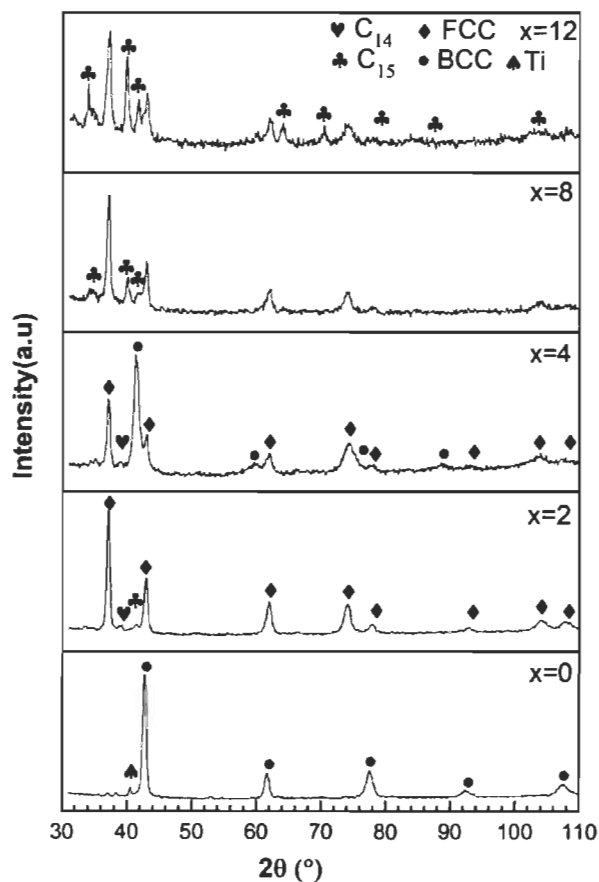 ♥ C₁₄ ♦ FCC x=12
♣ C₁₅ ● BCC ♠ Ti
x=8
x=4
x=2
x=0
Intensity(a.u)
30 40 50 60 70 80 90 100 110
2θ (°)